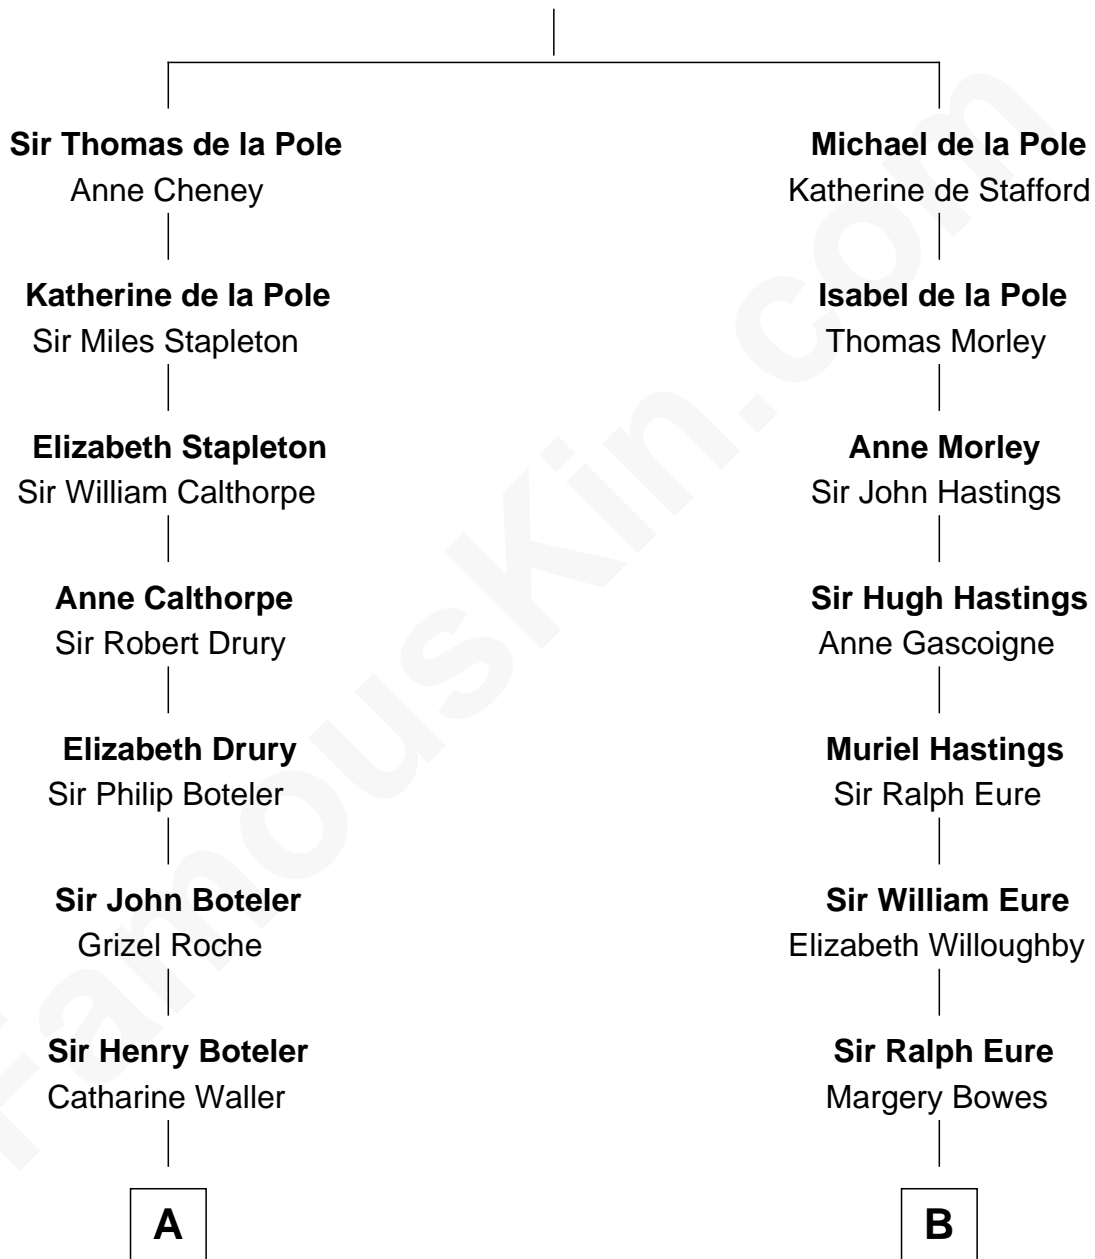 Sir Thomas de la Pole
Anne Cheney
Katherine de la Pole
Sir Miles Stapleton
Elizabeth Stapleton
Sir William Calthorpe
Anne Calthorpe
Sir Robert Drury
Elizabeth Drury
Sir Philip Boteler
Sir John Boteler
Grizel Roche
Sir Henry Boteler
Catharine Waller
A
Michael de la Pole
Katherine de Stafford
Isabel de la Pole
Thomas Morley
Anne Morley
Sir John Hastings
Sir Hugh Hastings
Anne Gascoigne
Muriel Hastings
Sir Ralph Eure
Sir William Eure
Elizabeth Willoughby
Sir Ralph Eure
Margery Bowes
B
FamousKin.com